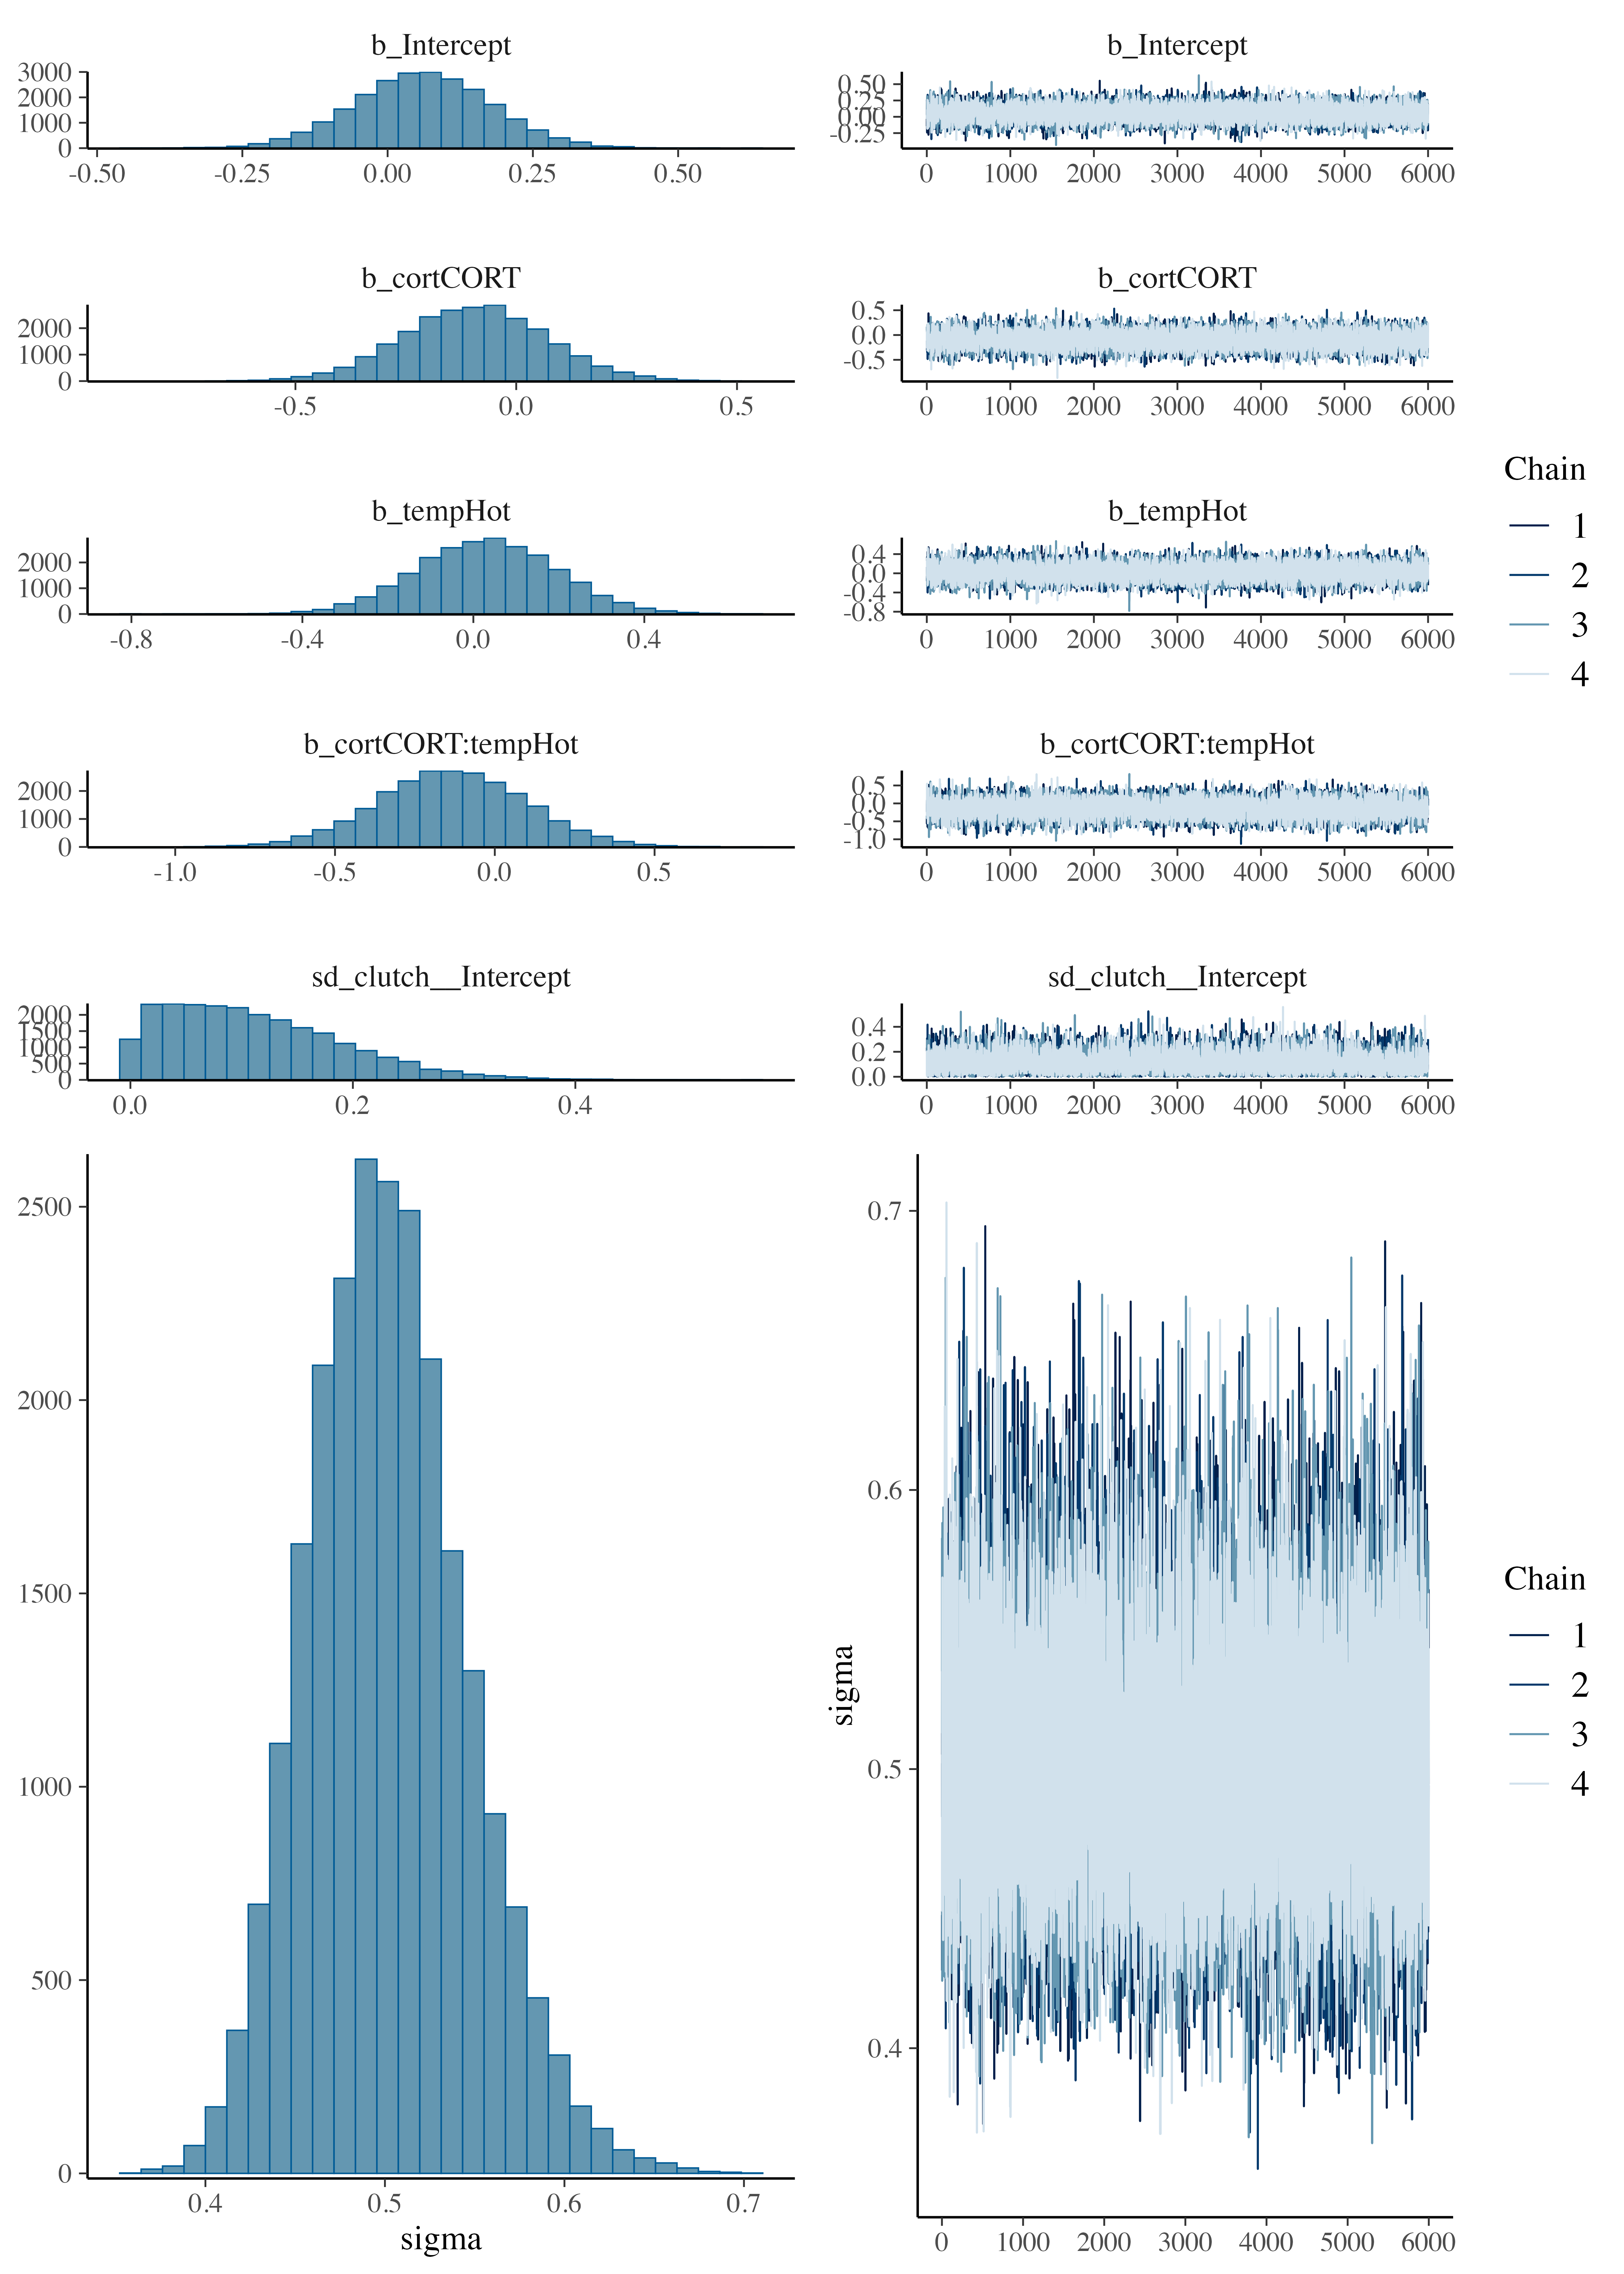 b_Intercept
3000
2000
1000
0
-0.50 -0.25 0.00 0.25 0.50
b_Intercept
0.50
0.25
0.00
-0.25
0 1000 2000 3000 4000 5000 6000
b_cortCORT
2000
1000
0
-0.5 0.0 0.5
b_cortCORT
0.5
0.0
-0.5
0 1000 2000 3000 4000 5000 6000
b_tempHot
2000
1000
0
-0.8 -0.4 0.0 0.4
b_tempHot
0.4
0.0
-0.4
-0.8
0 1000 2000 3000 4000 5000 6000
Chain
1
2
3
4
b_cortCORT:tempHot
2000
1000
0
-1.0 -0.5 0.0 0.5
b_cortCORT:tempHot
0.5
0.0
-0.5
-1.0
0 1000 2000 3000 4000 5000 6000
sd_clutch__Intercept
2000
1500
1000
500
0
0.0 0.2 0.4
sd_clutch__Intercept
0.4
0.2
0.0
0 1000 2000 3000 4000 5000 6000
2500
2000
1500
1000
500
0
0.4 0.5 0.6 0.7
sigma
sigma
0.7
0.6
0.5
0.4
0 1000 2000 3000 4000 5000 6000
Chain
1
2
3
4